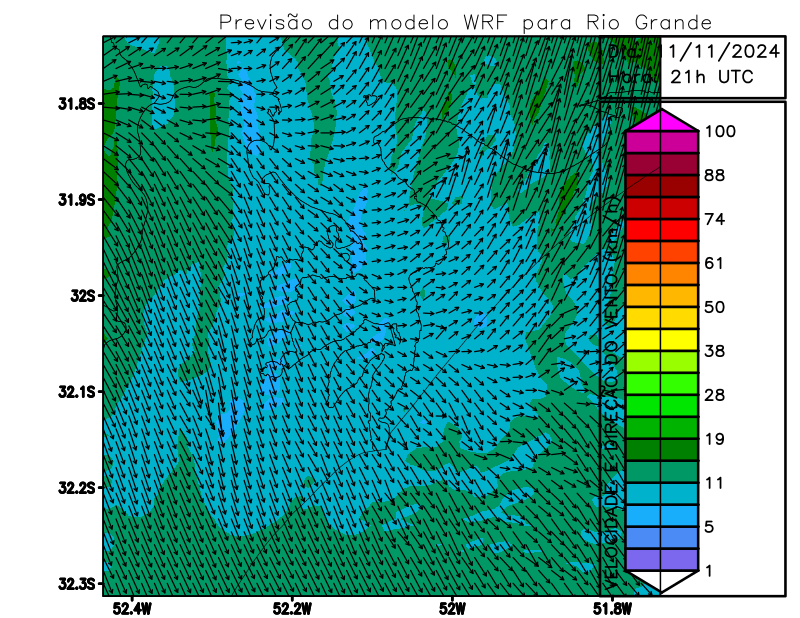 Previsão do modelo WRF para Rio Grande
Data: 11/11/2024
Hora: 21h UTC
31.8S
31.9S
32S
32.1S
32.2S
32.3S
52.4W
52.2W
52W
51.8W
VELOCIDADE E DIREÇÃO DO VENTO (km/h)
100
88
74
61
50
38
28
19
11
5
1